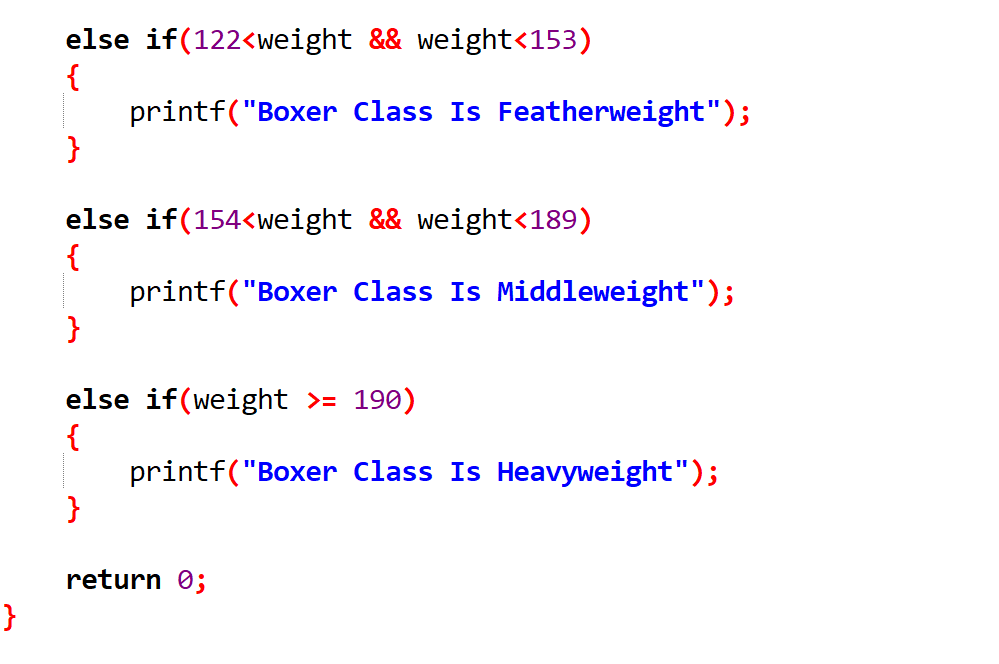 else if(122<weight && weight<153)
{
printf("Boxer Class Is Featherweight");
}
else if(154<weight && weight<189)
{
printf("Boxer Class Is Middleweight");
}
else if(weight >= 190)
{
printf("Boxer Class Is Heavyweight");
}
return 0;
}